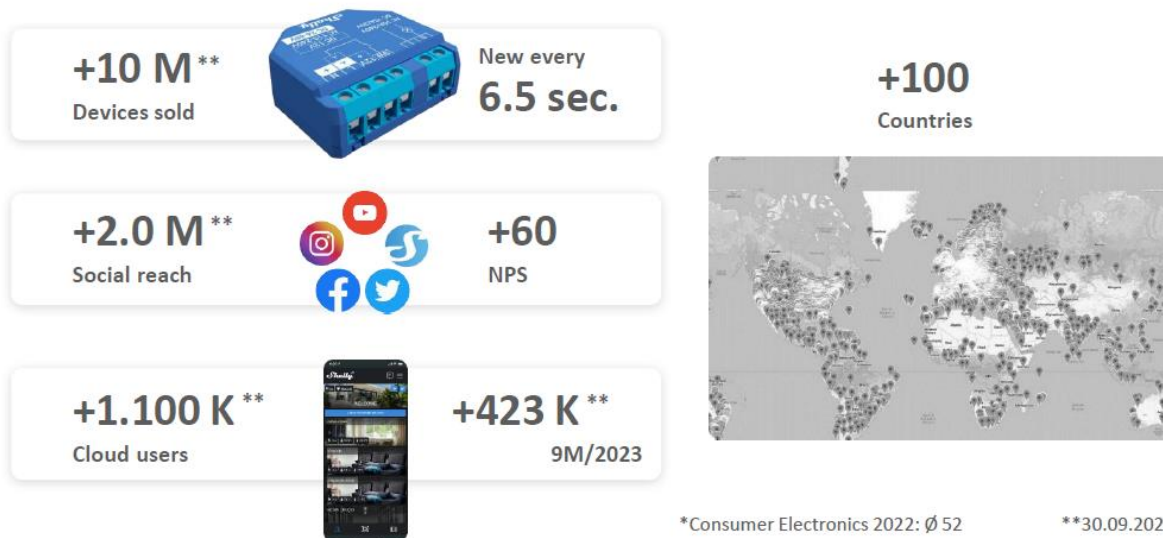 +10 M **
Devices sold
New every
6.5 sec.
+100
Countries
+2.0 M **
Social reach
+60
NPS
+1.100 K **
Cloud users
Shelly
+423 K **
9M/2023
*Consumer Electronics 2022: Ø 52
**30.09.202